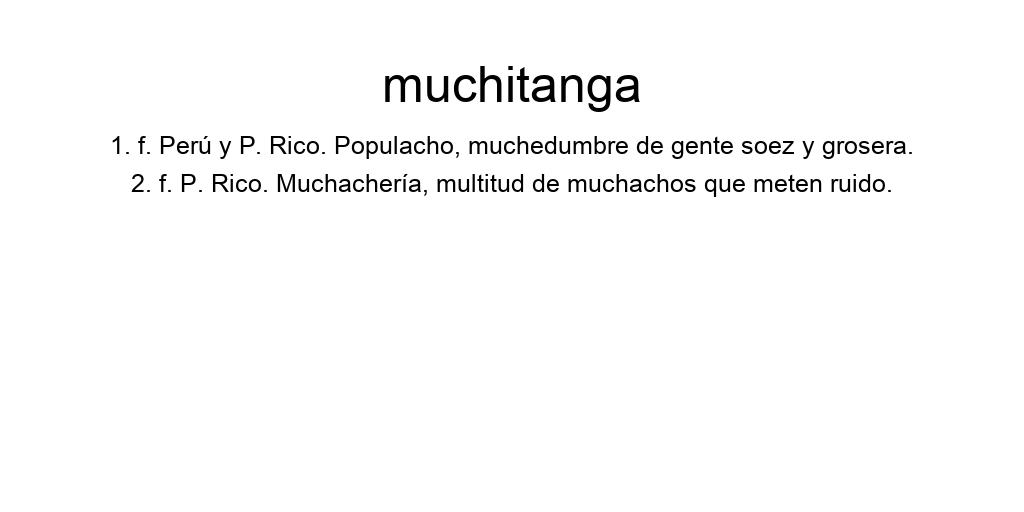 muchitanga
1. f. Perú y P. Rico. Populacho, muchedumbre de gente soez y grosera.
2. f. P. Rico. Muchachería, multitud de muchachos que meten ruido.